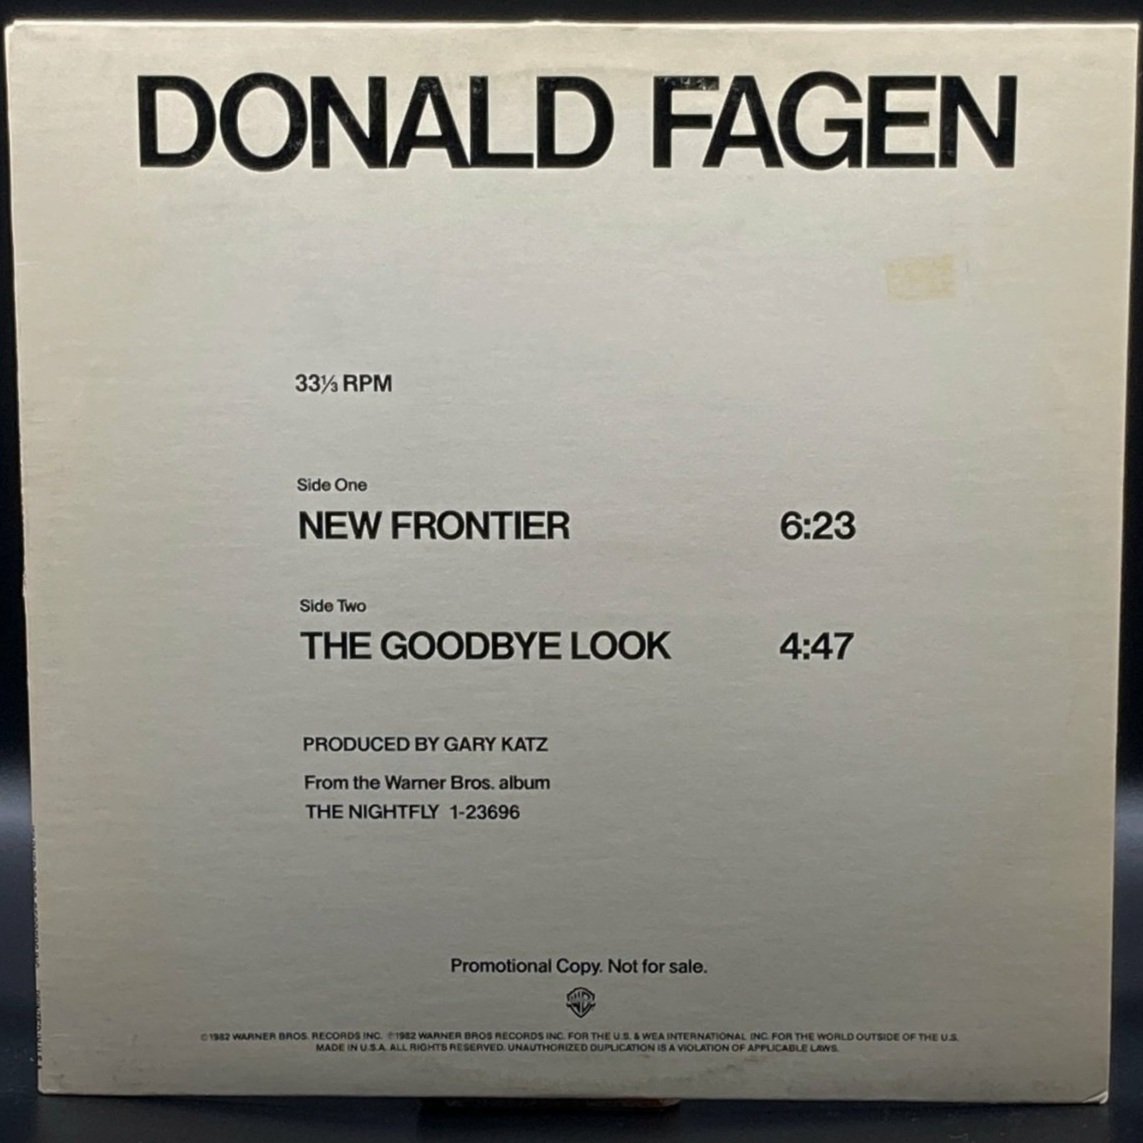 DONALD FAGEN
33⅓ RPM
Side One
NEW FRONTIER 6:23
Side Two
THE GOODBYE LOOK 4:47
PRODUCED BY GARY KATZ
From the Warner Bros. album
THE NIGHTFLY 1-23696
Promotional Copy. Not for sale.
©1982 WARNER BROS. RECORDS INC. ℗1982 WARNER BROS RECORDS INC. FOR THE U.S. & WEA INTERNATIONAL INC. FOR THE WORLD OUTSIDE OF THE U.S.
MADE IN U.S.A. ALL RIGHTS RESERVED. UNAUTHORIZED DUPLICATION IS A VIOLATION OF APPLICABLE LAWS.